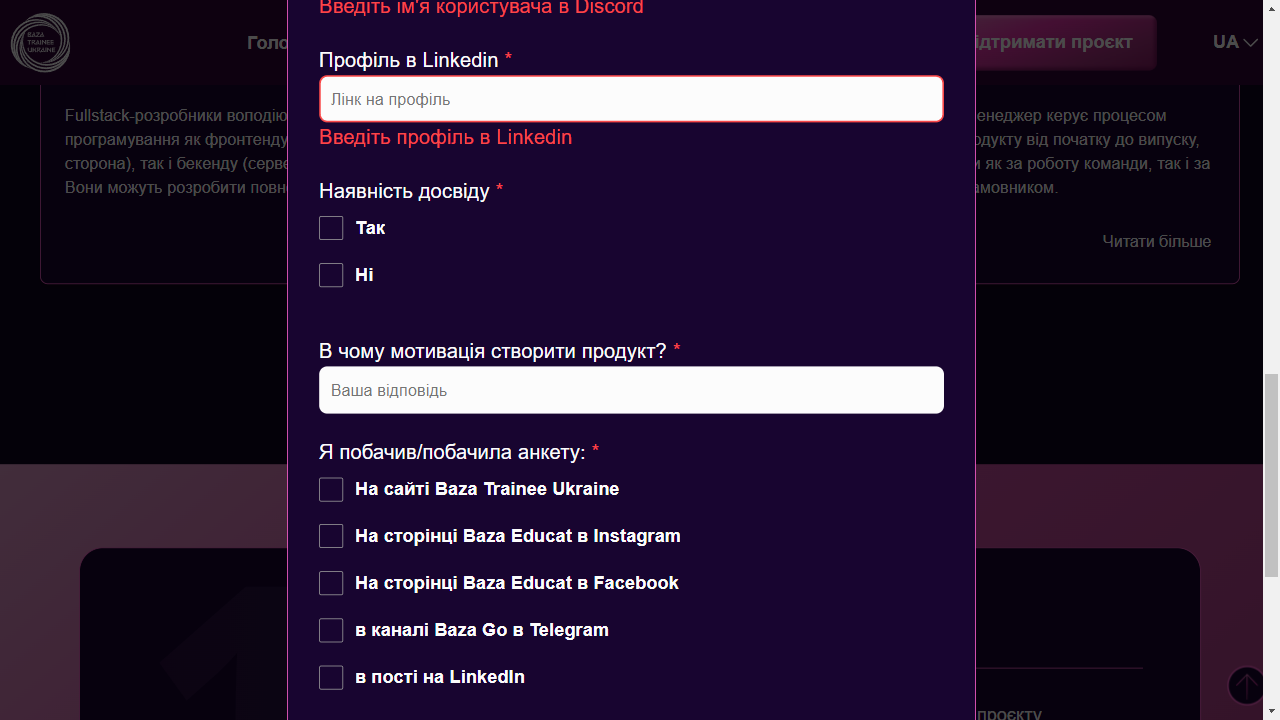 Введіть ім'я користувача в Discord
BAZA
TRAINEE
UKRAINE
Голо
ідтримати проєкт
UA
Профіль в Linkedin *
Лінк на профіль
Введіть профіль в Linkedin
Fullstack-розробники володію
програмування як фронтенду
сторона), так і бекенду (серве
Вони можуть розробити повн
енеджер керує процесом
одукту від початку до випуску,
и як за роботу команди, так і за
амовником.
Читати більше
Наявність досвіду *
Так
Ні
В чому мотивація створити продукт? *
Ваша відповідь
Я побачив/побачила анкету: *
На сайті Baza Trainee Ukraine
На сторінці Baza Educat в Instagram
На сторінці Baza Educat в Facebook
в каналі Baza Go в Telegram
в пості на LinkedIn
1
проєкту